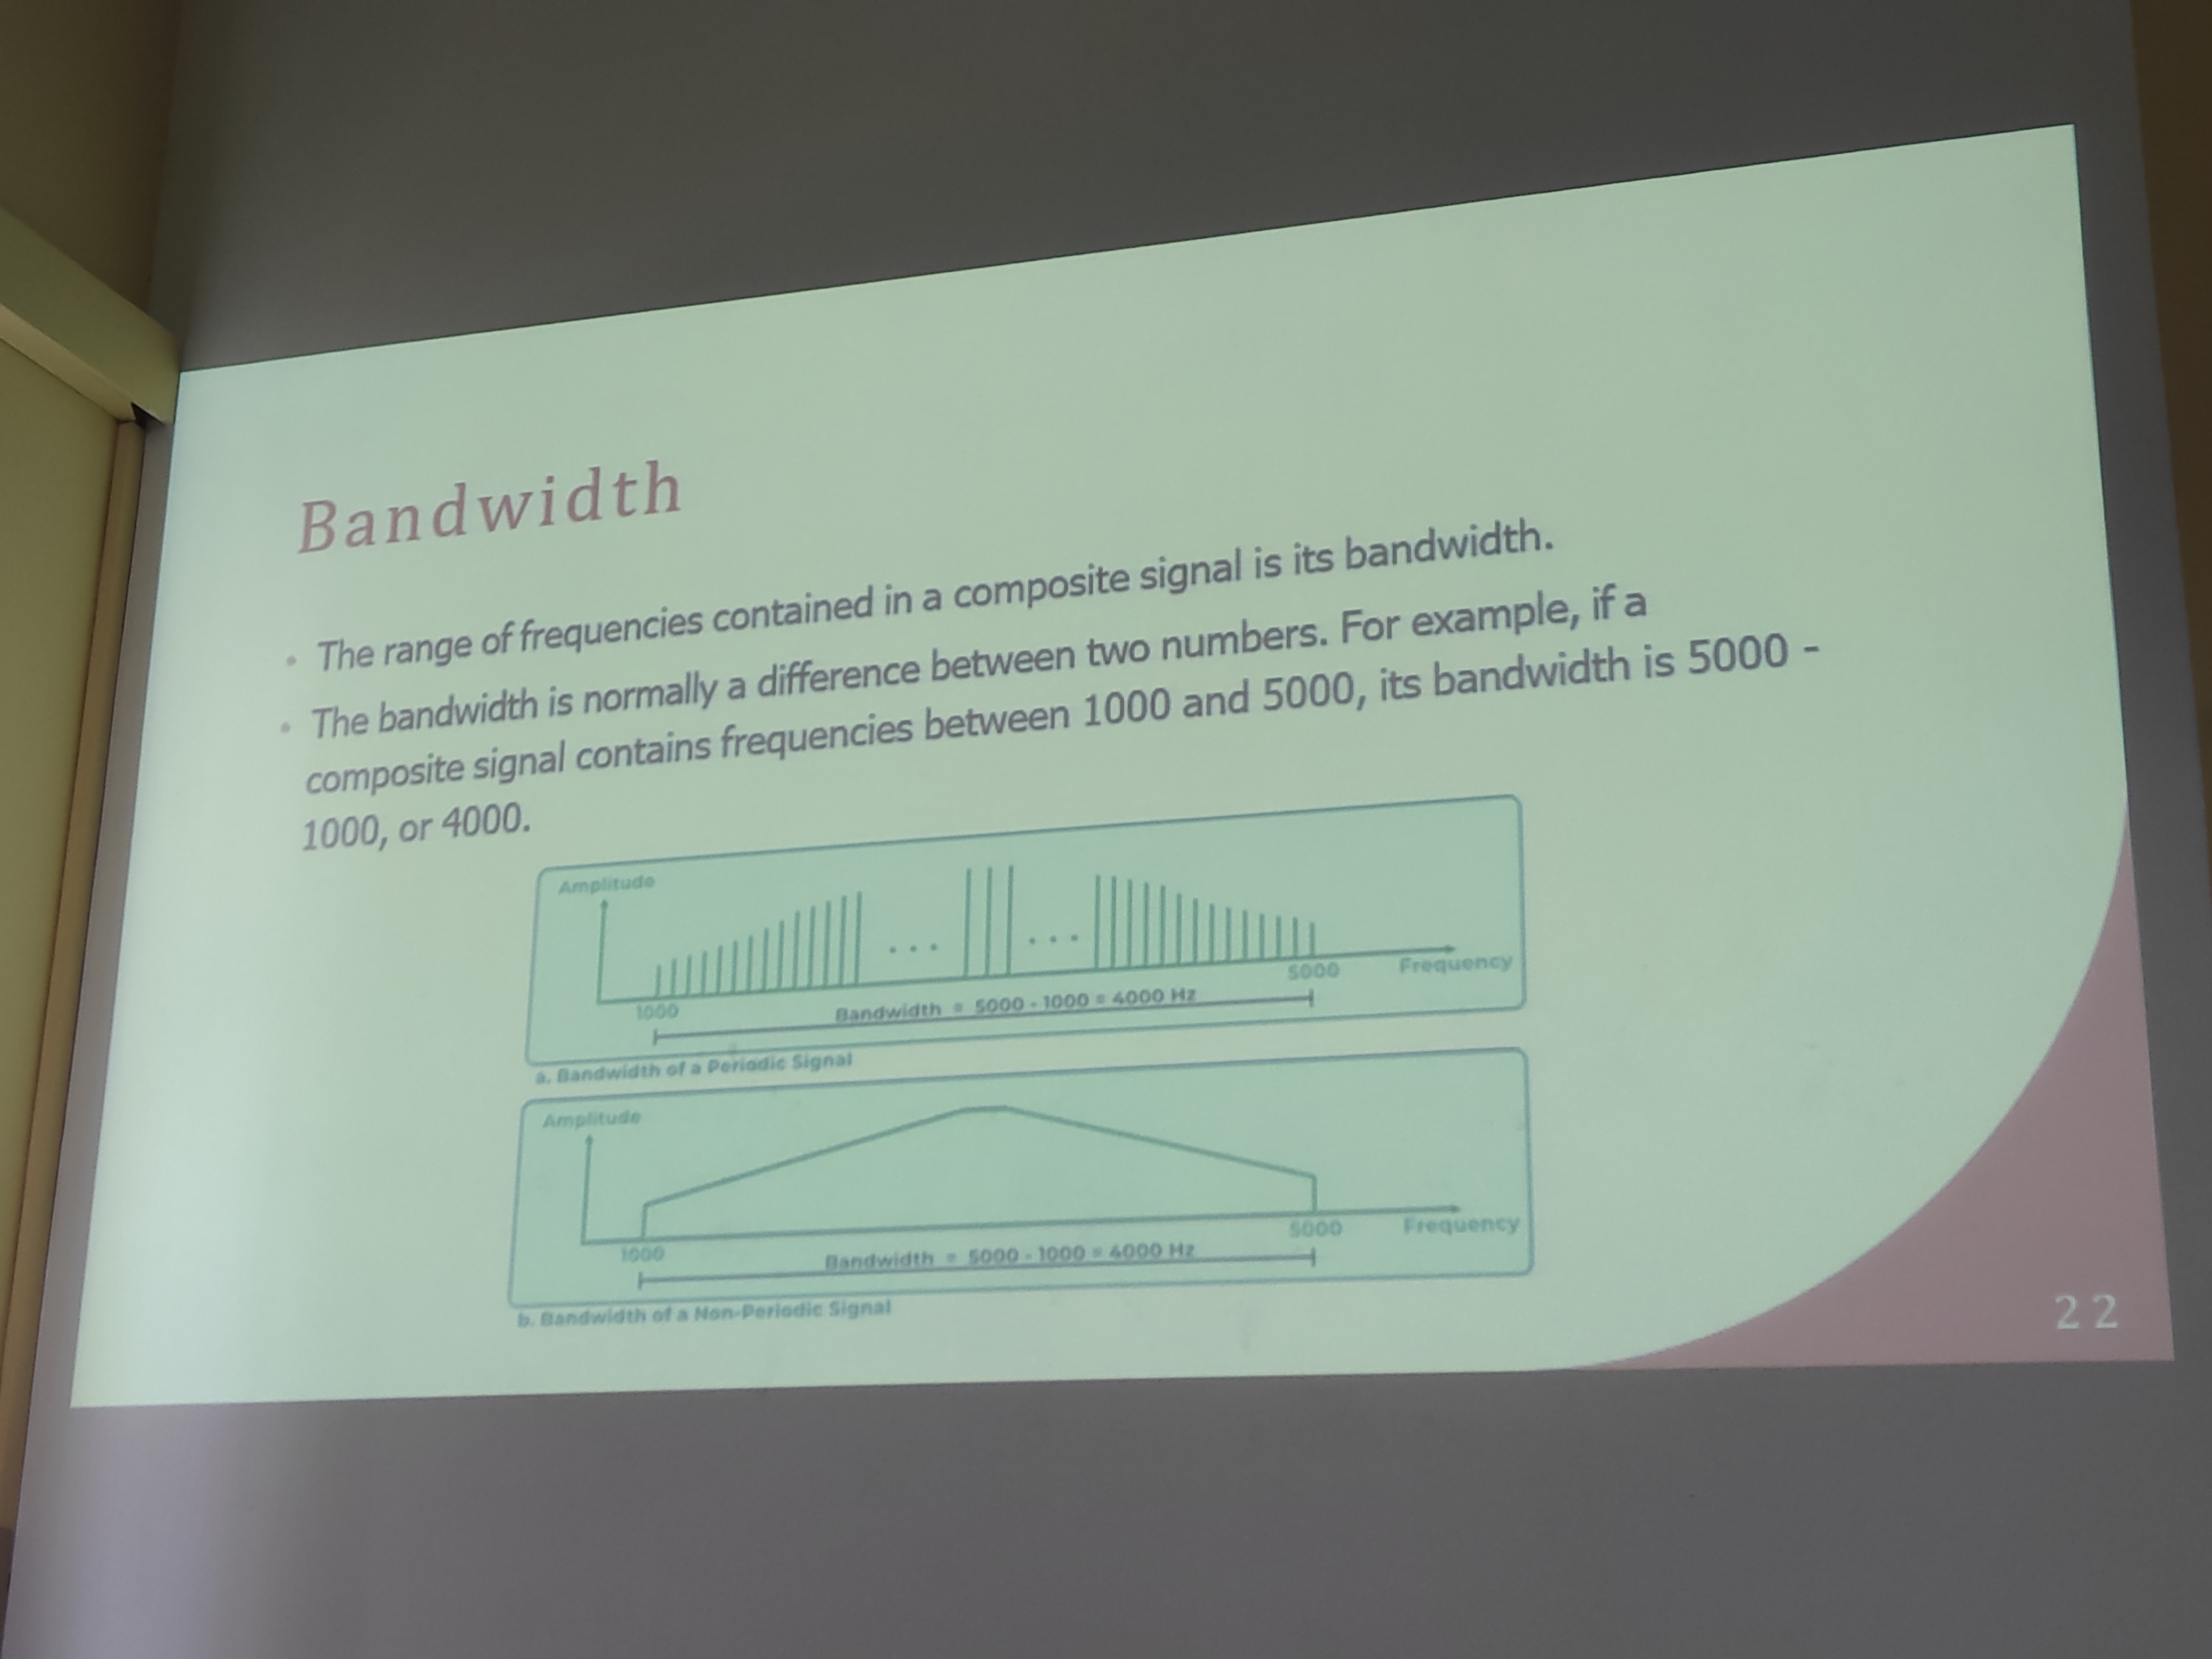 Bandwidth
• The range of frequencies contained in a composite signal is its bandwidth.
• The bandwidth is normally a difference between two numbers. For example, if a
composite signal contains frequencies between 1000 and 5000, its bandwidth is 5000 -
1000, or 4000.
Amplitude
. . . . . .
1000 5000 Frequency
Bandwidth = 5000 - 1000 = 4000 Hz
a. Bandwidth of a Periodic Signal
Amplitude
1000 5000 Frequency
Bandwidth = 5000 - 1000 = 4000 Hz
b. Bandwidth of a Non-Periodic Signal
22